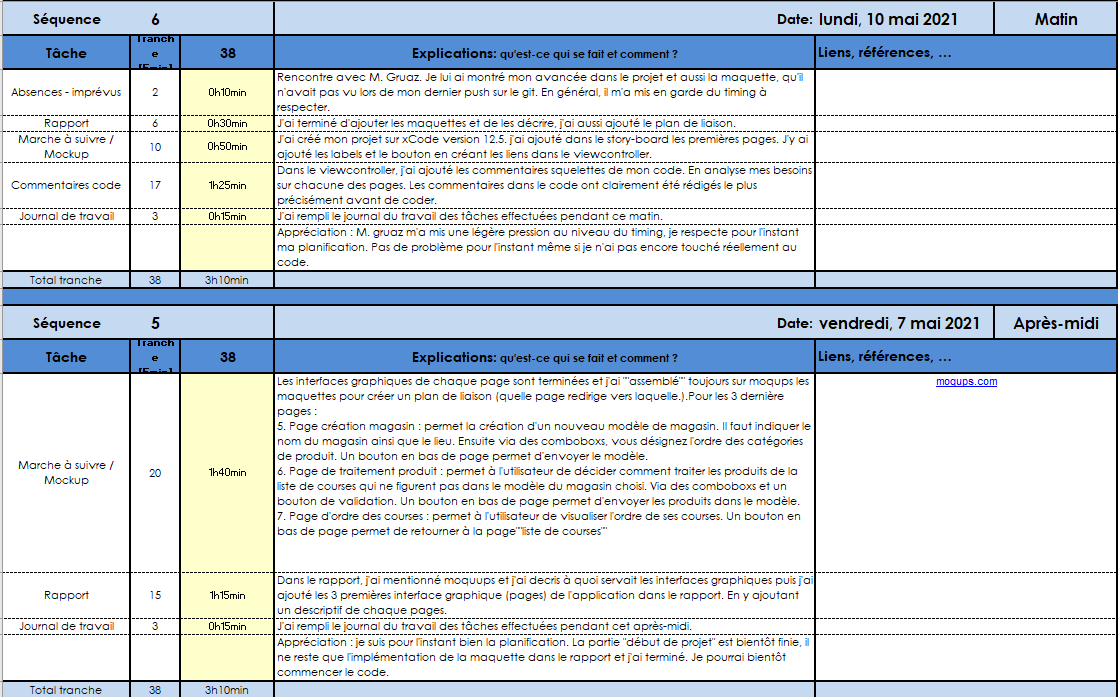 Séquence 6 Date: lundi, 10 mai 2021 Matin
Tâche Tranche [5min] 38 Explications: qu'est-ce qui se fait et comment ? Liens, références, …
Absences - imprévus 2 0h10min Rencontre avec M. Gruaz. Je lui ai montré mon avancée dans le projet et aussi la maquette, qu'il
n'avait pas vu lors de mon dernier push sur le git. En général, il m'a mis en garde du timing à
respecter.
Rapport 6 0h30min J'ai terminé d'ajouter les maquettes et de les décrire, j'ai aussi ajouté le plan de liaison.
Marche à suivre /
Mockup 10 0h50min J'ai créé mon projet sur xCode version 12.5. j'ai ajouté dans le story-board les premières pages. J'y ai
ajouté les labels et le bouton en créant les liens dans le viewcontroller.
Commentaires code 17 1h25min Dans le viewcontroller, j'ai ajouté les commentaires squelettes de mon code. En analyse mes besoins
sur chacune des pages. Les commentaires dans le code ont clairement été rédigés le plus
précisément avant de coder.
Journal de travail 3 0h15min J'ai rempli le journal du travail des tâches effectuées pendant ce matin.
Appréciation : M. gruaz m'a mis une légère pression au niveau du timing, je respecte pour l'instant
ma planification. Pas de problème pour l'instant même si je n'ai pas encore touché réellement au
code.
Total tranche 38 3h10min
Séquence 5 Date: vendredi, 7 mai 2021 Après-midi
Tâche Tranche [5min] 38 Explications: qu'est-ce qui se fait et comment ? Liens, références, …
Marche à suivre /
Mockup 20 1h40min Les interfaces graphiques de chaque page sont terminées et j'ai '"'assemblé'"' toujours sur moqups les
maquettes pour créer un plan de liaison (quelle page redirige vers laquelle.).Pour les 3 dernière
pages :
5. Page création magasin : permet la création d'un nouveau modèle de magasin. Il faut indiquer le
nom du magasin ainsi que le lieu. Ensuite via des comboboxs, vous désignez l'ordre des catégories
de produit. Un bouton en bas de page permet d'envoyer le modèle.
6. Page de traitement produit : permet à l'utilisateur de décider comment traiter les produits de la
liste de courses qui ne figurent pas dans le modèle du magasin choisi. Via des comboboxs et un
bouton de validation. Un bouton en bas de page permet d'envoyer les produits dans le modèle.
7. Page d'ordre des courses : permet à l'utilisateur de visualiser l'ordre de ses courses. Un bouton en
bas de page permet de retourner à la page'"'liste de courses'"'
moqups.com
Rapport 15 1h15min Dans le rapport, j'ai mentionné moquups et j'ai decris à quoi servait les interfaces graphiques puis j'ai
ajouté les 3 premières interface graphique (pages) de l'application dans le rapport. En y ajoutant
un descriptif de chaque pages.
Journal de travail 3 0h15min J'ai rempli le journal du travail des tâches effectuées pendant cet après-midi.
Appréciation : je suis pour l'instant bien la planification. La partie "début de projet" est bientôt finie, il
ne reste que l'implémentation de la maquette dans le rapport et j'ai terminé. Je pourrai bientôt
commencer le code.
Total tranche 38 3h10min